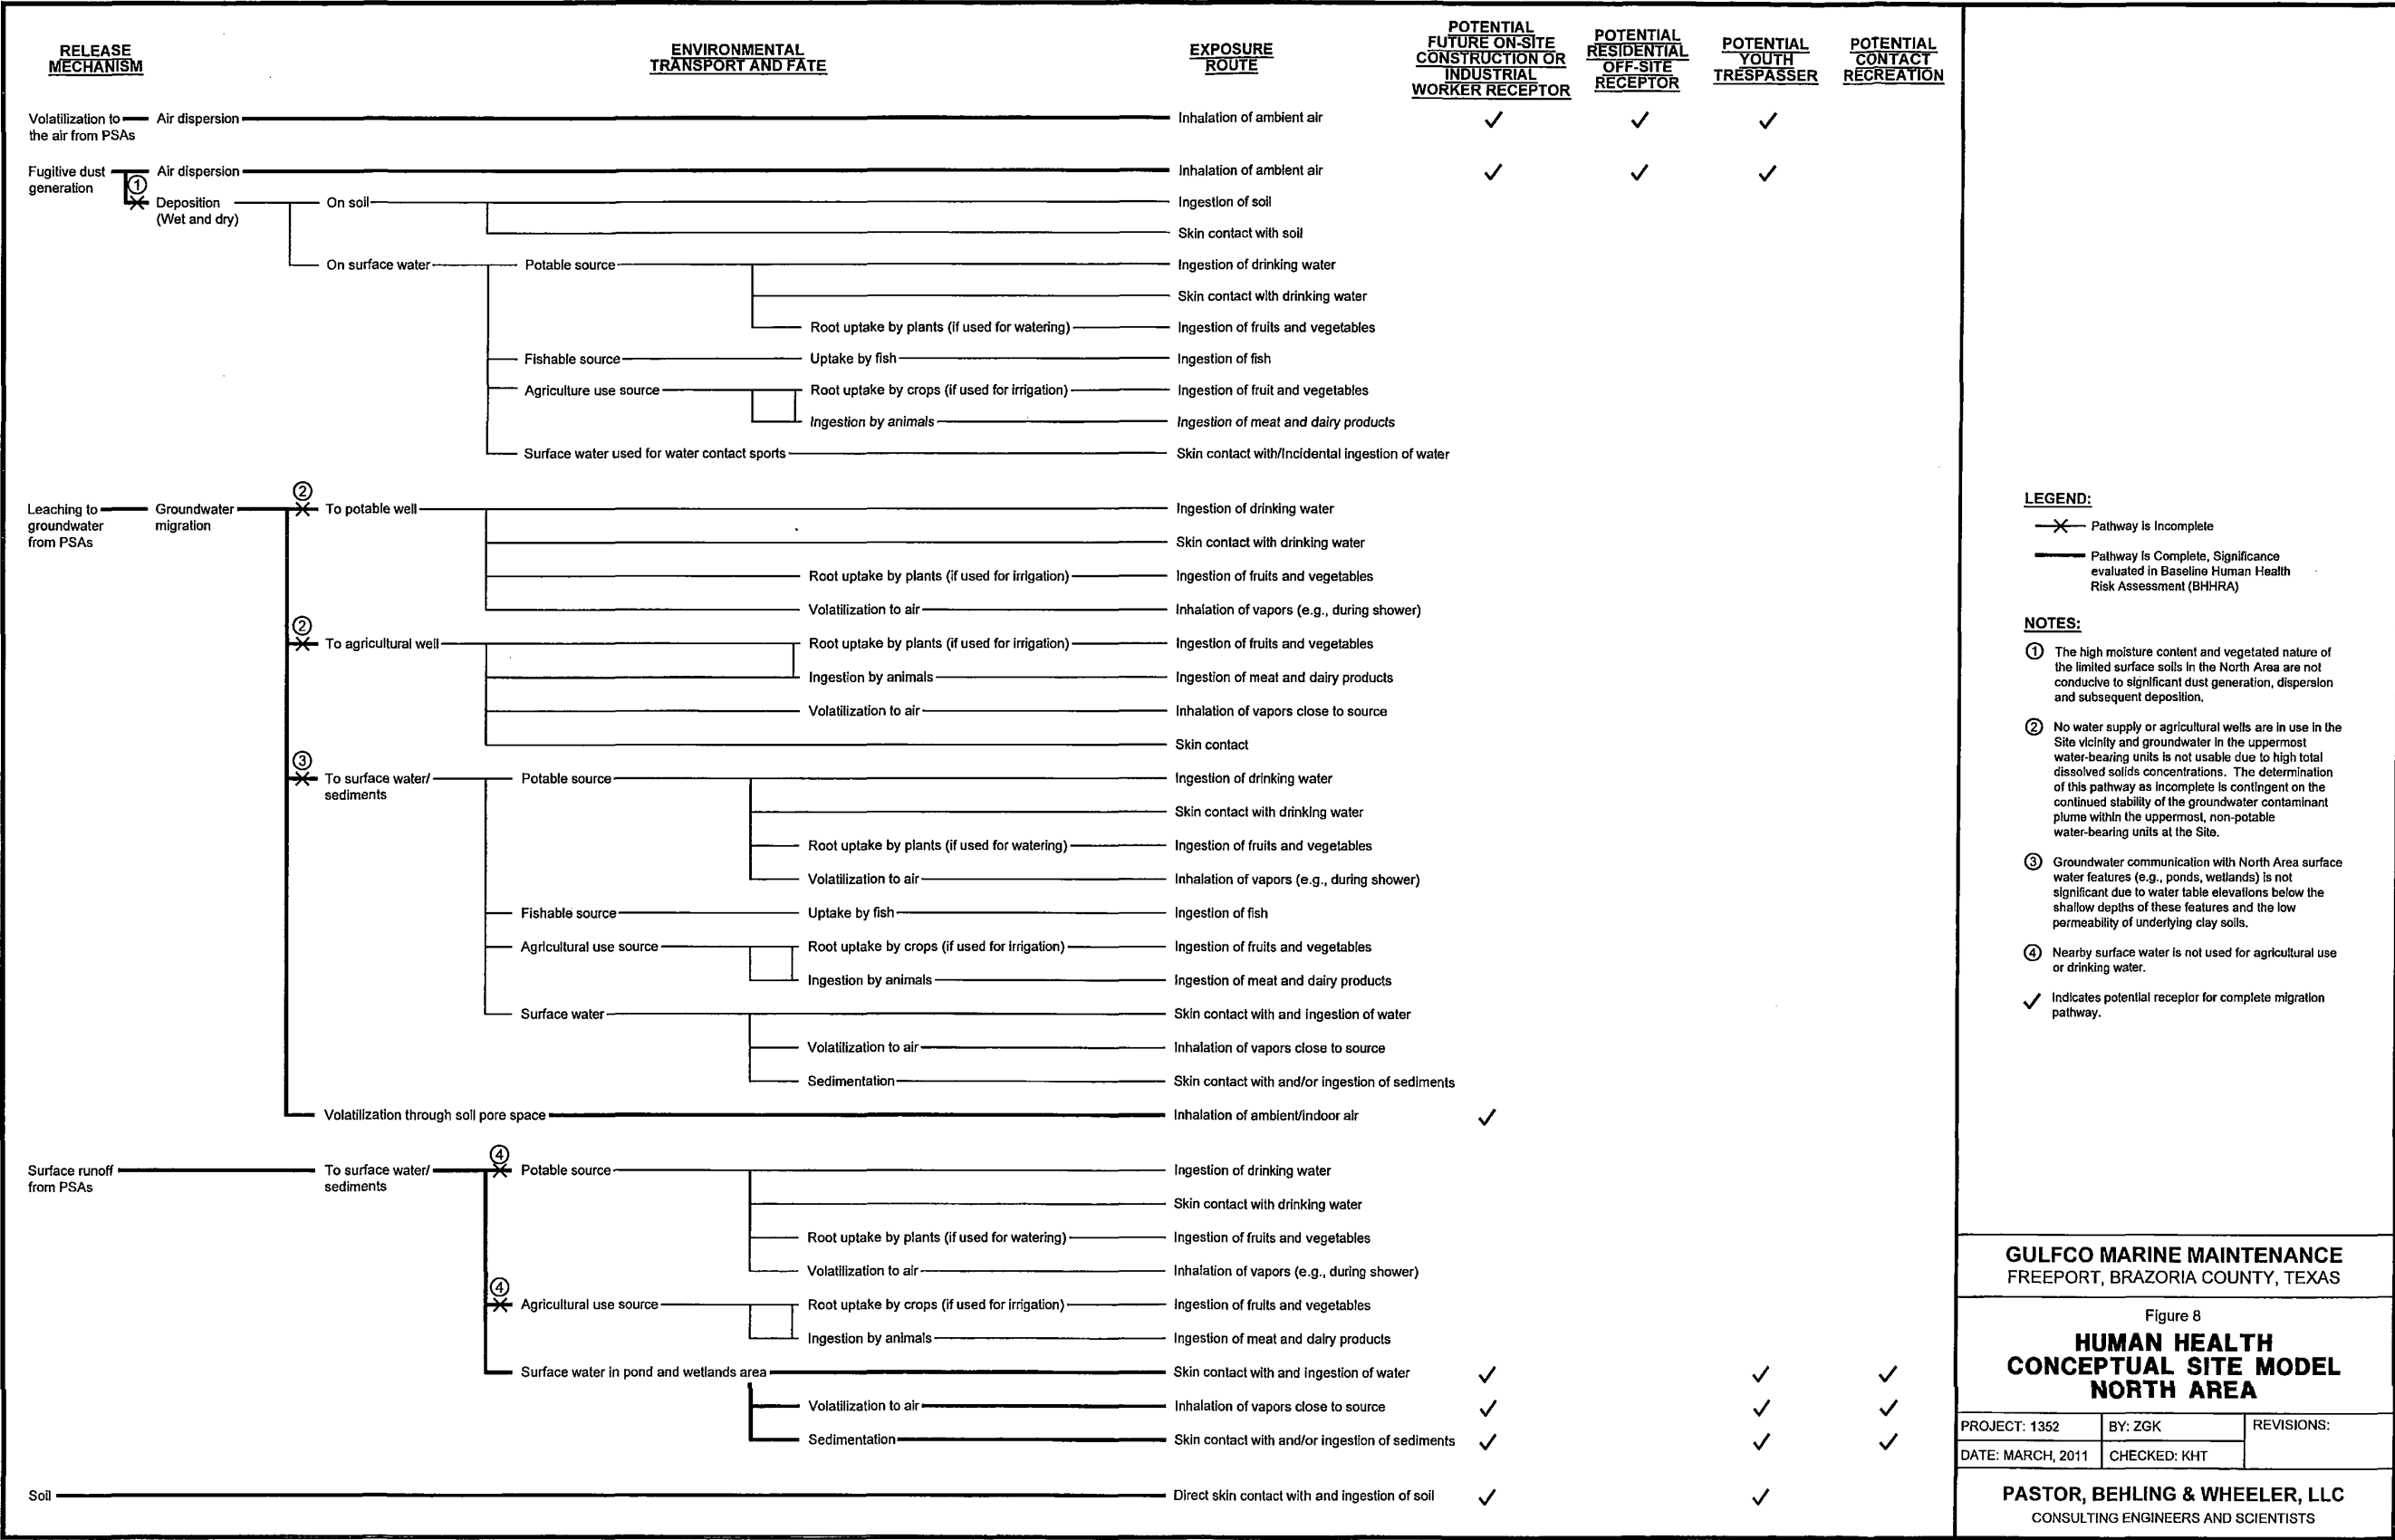 RELEASE
MECHANISM
ENVIRONMENTAL
TRANSPORT AND FATE
EXPOSURE
ROUTE
POTENTIAL
FUTURE ON-SITE
CONSTRUCTION OR
INDUSTRIAL
WORKER RECEPTOR
POTENTIAL
RESIDENTIAL
OFF-SITE
RECEPTOR
POTENTIAL
YOUTH
TRESPASSER
POTENTIAL
CONTACT
RECREATION
Volatilization to
the air from PSAs
Air dispersion
Inhalation of ambient air
✓ ✓ ✓
Fugitive dust
generation
Air dispersion
Inhalation of ambient air
✓ ✓ ✓
①
Deposition
(Wet and dry)
On soil
Ingestion of soil
Skin contact with soil
On surface water
Potable source
Ingestion of drinking water
Skin contact with drinking water
Root uptake by plants (if used for watering)
Ingestion of fruits and vegetables
Fishable source
Uptake by fish
Ingestion of fish
Agriculture use source
Root uptake by crops (if used for irrigation)
Ingestion of fruit and vegetables
Ingestion by animals
Ingestion of meat and dairy products
Surface water used for water contact sports
Skin contact with/Incidental ingestion of water
Leaching to
groundwater
from PSAs
Groundwater
migration
②
To potable well
Ingestion of drinking water
Skin contact with drinking water
Root uptake by plants (if used for irrigation)
Ingestion of fruits and vegetables
Volatilization to air
Inhalation of vapors (e.g., during shower)
②
To agricultural well
Root uptake by plants (if used for irrigation)
Ingestion of fruits and vegetables
Ingestion by animals
Ingestion of meat and dairy products
Volatilization to air
Inhalation of vapors close to source
Skin contact
③
To surface water/
sediments
Potable source
Ingestion of drinking water
Skin contact with drinking water
Root uptake by plants (if used for watering)
Ingestion of fruits and vegetables
Volatilization to air
Inhalation of vapors (e.g., during shower)
Fishable source
Uptake by fish
Ingestion of fish
Agricultural use source
Root uptake by crops (if used for irrigation)
Ingestion of fruits and vegetables
Ingestion by animals
Ingestion of meat and dairy products
Surface water
Skin contact with and ingestion of water
Volatilization to air
Inhalation of vapors close to source
Sedimentation
Skin contact with and/or ingestion of sediments
Volatilization through soil pore space
Inhalation of ambient/indoor air
✓
Surface runoff
from PSAs
To surface water/
sediments
④
Potable source
Ingestion of drinking water
Skin contact with drinking water
Root uptake by plants (if used for watering)
Ingestion of fruits and vegetables
Volatilization to air
Inhalation of vapors (e.g., during shower)
④
Agricultural use source
Root uptake by crops (if used for irrigation)
Ingestion of fruits and vegetables
Ingestion by animals
Ingestion of meat and dairy products
Surface water in pond and wetlands area
Skin contact with and ingestion of water
✓ ✓ ✓
Volatilization to air
Inhalation of vapors close to source
✓ ✓ ✓
Sedimentation
Skin contact with and/or ingestion of sediments
✓ ✓ ✓
Soil
Direct skin contact with and ingestion of soil
✓ ✓
LEGEND:
Pathway is Incomplete
Pathway is Complete, Significance
evaluated in Baseline Human Health
Risk Assessment (BHHRA)
NOTES:
① The high moisture content and vegetated nature of
the limited surface soils in the North Area are not
conducive to significant dust generation, dispersion
and subsequent deposition.
② No water supply or agricultural wells are in use in the
Site vicinity and groundwater in the uppermost
water-bearing units is not usable due to high total
dissolved solids concentrations. The determination
of this pathway as incomplete is contingent on the
continued stability of the groundwater contaminant
plume within the uppermost, non-potable
water-bearing units at the Site.
③ Groundwater communication with North Area surface
water features (e.g., ponds, wetlands) is not
significant due to water table elevations below the
shallow depths of these features and the low
permeability of underlying clay soils.
④ Nearby surface water is not used for agricultural use
or drinking water.
✓ Indicates potential receptor for complete migration
pathway.
GULFCO MARINE MAINTENANCE
FREEPORT, BRAZORIA COUNTY, TEXAS
Figure 8
HUMAN HEALTH
CONCEPTUAL SITE MODEL
NORTH AREA
PROJECT: 1352
BY: ZGK
REVISIONS:
DATE: MARCH, 2011
CHECKED: KHT
PASTOR, BEHLING & WHEELER, LLC
CONSULTING ENGINEERS AND SCIENTISTS